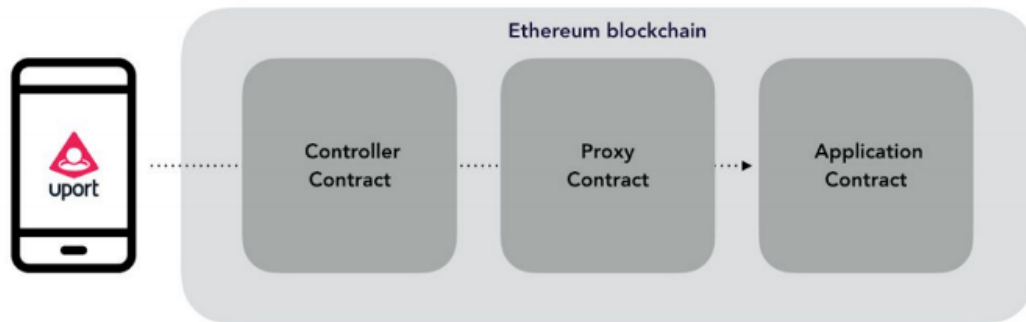 Ethereum blockchain
uport
Controller
Contract
Proxy
Contract
Application
Contract